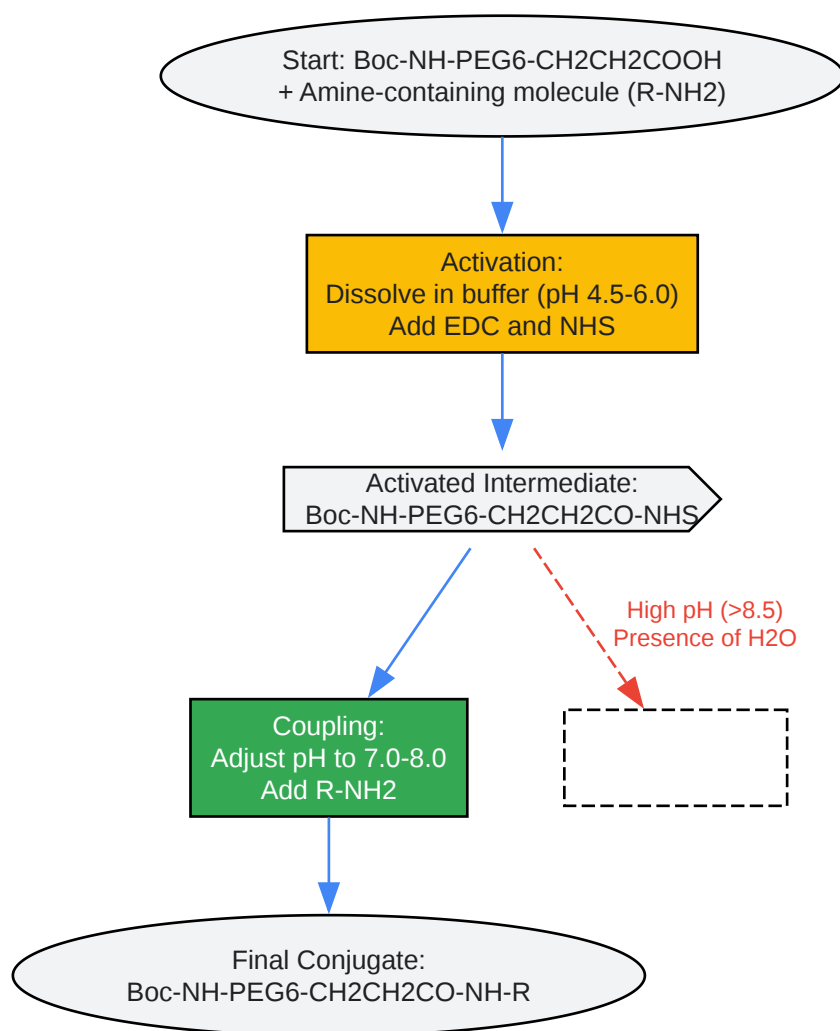 Start: Boc-NH-PEG6-CH2CH2COOH
+ Amine-containing molecule (R-NH2)
Activation:
Dissolve in buffer (pH 4.5-6.0)
Add EDC and NHS
Activated Intermediate:
Boc-NH-PEG6-CH2CH2CO-NHS
High pH (>8.5)
Presence of H2O
Coupling:
Adjust pH to 7.0-8.0
Add R-NH2
Final Conjugate:
Boc-NH-PEG6-CH2CH2CO-NH-R